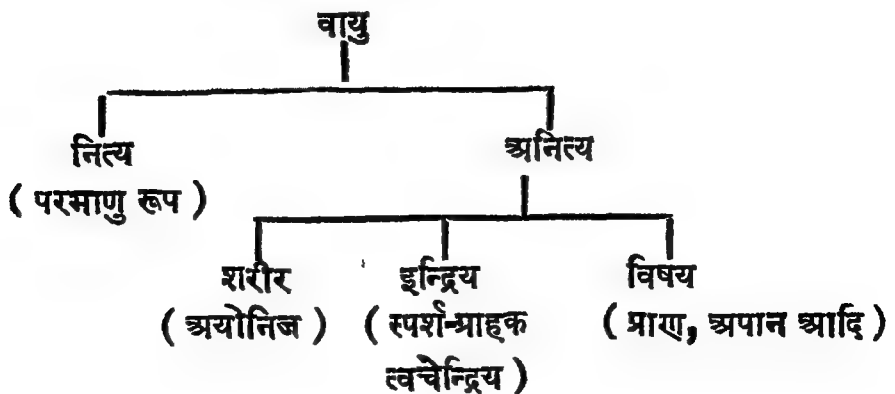 वायु
नित्य अनित्य
( परमाणु रूप )
शरीर इन्द्रिय विषय
( अयोनिज ) ( स्पर्श-ग्राहक ( प्राण, अपान आदि )
त्वचेन्द्रिय )